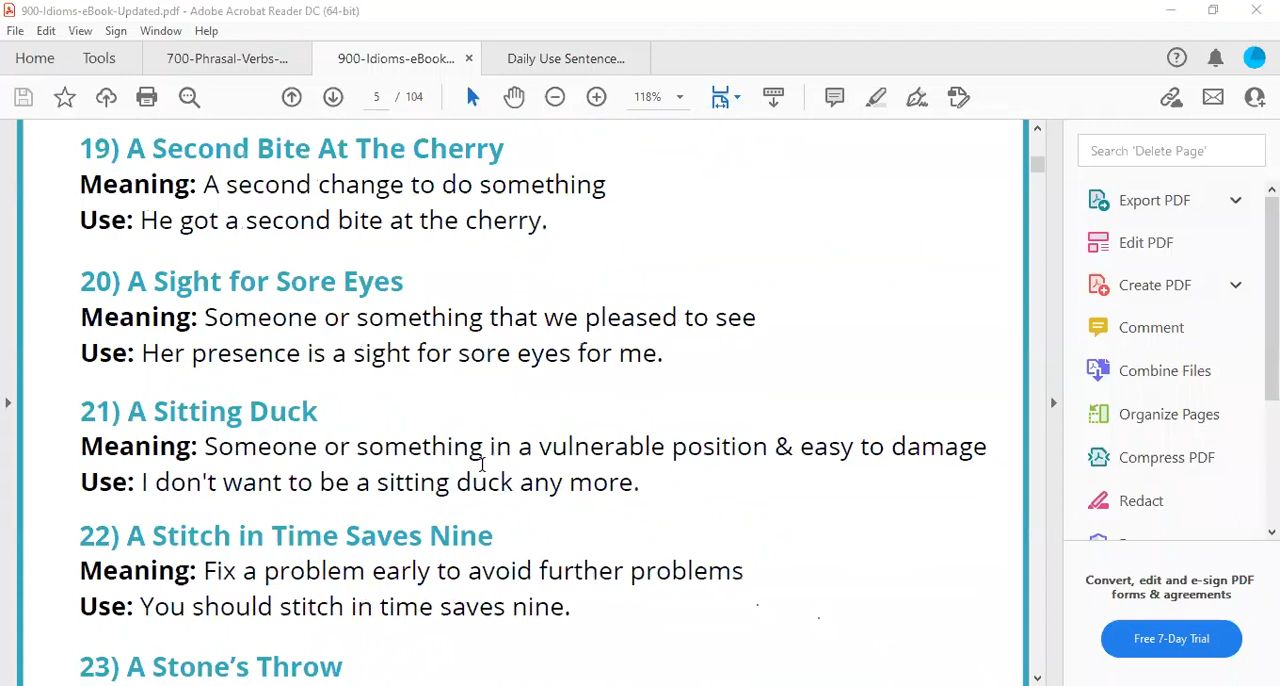 900-Idioms-eBook-Updated.pdf - Adobe Acrobat Reader DC (64-bit)
File Edit View Sign Window Help
Home Tools 700-Phrasal-Verbs-... 900-Idioms-eBook... × Daily Use Sentence...
5 / 104 118%
19) A Second Bite At The Cherry
Meaning: A second change to do something
Use: He got a second bite at the cherry.
20) A Sight for Sore Eyes
Meaning: Someone or something that we pleased to see
Use: Her presence is a sight for sore eyes for me.
21) A Sitting Duck
Meaning: Someone or something in a vulnerable position & easy to damage
Use: I don't want to be a sitting duck any more.
22) A Stitch in Time Saves Nine
Meaning: Fix a problem early to avoid further problems
Use: You should stitch in time saves nine.
23) A Stone’s Throw
Search 'Delete Page'
Export PDF
Edit PDF
Create PDF
Comment
Combine Files
Organize Pages
Compress PDF
Redact
Convert, edit and e-sign PDF
forms & agreements
Free 7-Day Trial